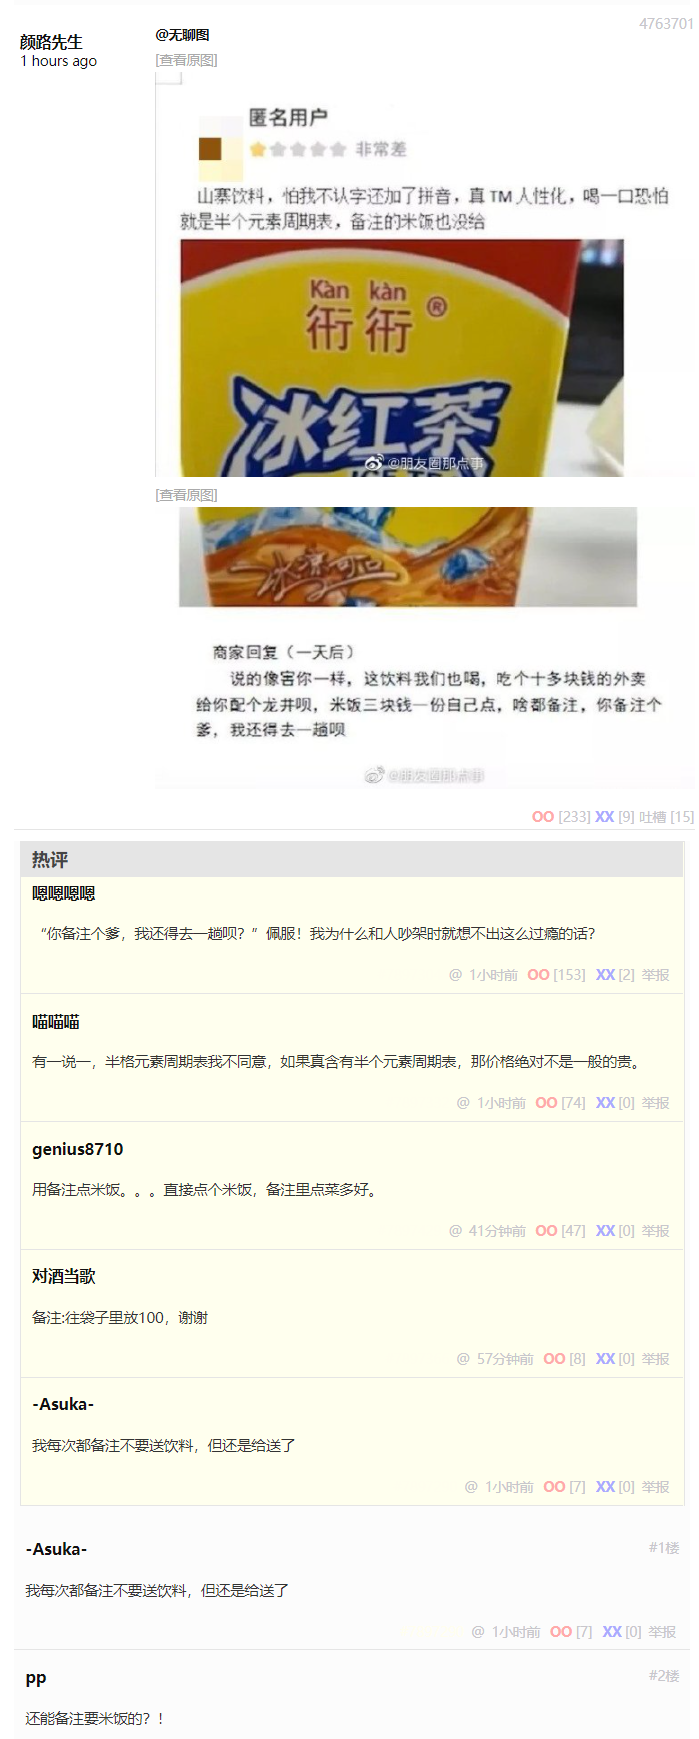 颜路先生
1 hours ago
@无聊图
4763701
[查看原图]
匿名用户
非常差
山寨饮料，怕我不认字还加了拼音，真 TM 人性化，喝一口恐怕
就是半个元素周期表，备注的米饭也没给
Kàn kàn
衎 衎 ®
冰红茶
@朋友圈那点事
[查看原图]
冰凉可口
商家回复（一天后）
说的像害你一样，这饮料我们也喝，吃个十多块钱的外卖
给你配个龙井呗，米饭三块钱一份自己点，啥都备注，你备注个
爹，我还得去一趟呗
@朋友圈那点事
OO [233] XX [9] 吐槽 [15]
热评
嗯嗯嗯嗯
“你备注个爹，我还得去一趟呗？”佩服！我为什么和人吵架时就想不出这么过瘾的话？
@ 1小时前 OO [153] XX [2] 举报
喵喵喵
有一说一，半格元素周期表我不同意，如果真含有半个元素周期表，那价格绝对不是一般的贵。
@ 1小时前 OO [74] XX [0] 举报
genius8710
用备注点米饭。。。直接点个米饭，备注里点菜多好。
@ 41分钟前 OO [47] XX [0] 举报
对酒当歌
备注:往袋子里放100，谢谢
@ 57分钟前 OO [8] XX [0] 举报
-Asuka-
我每次都备注不要送饮料，但还是给送了
@ 1小时前 OO [7] XX [0] 举报
-Asuka-
#1楼
我每次都备注不要送饮料，但还是给送了
@ 1小时前 OO [7] XX [0] 举报
pp
#2楼
还能备注要米饭的？！